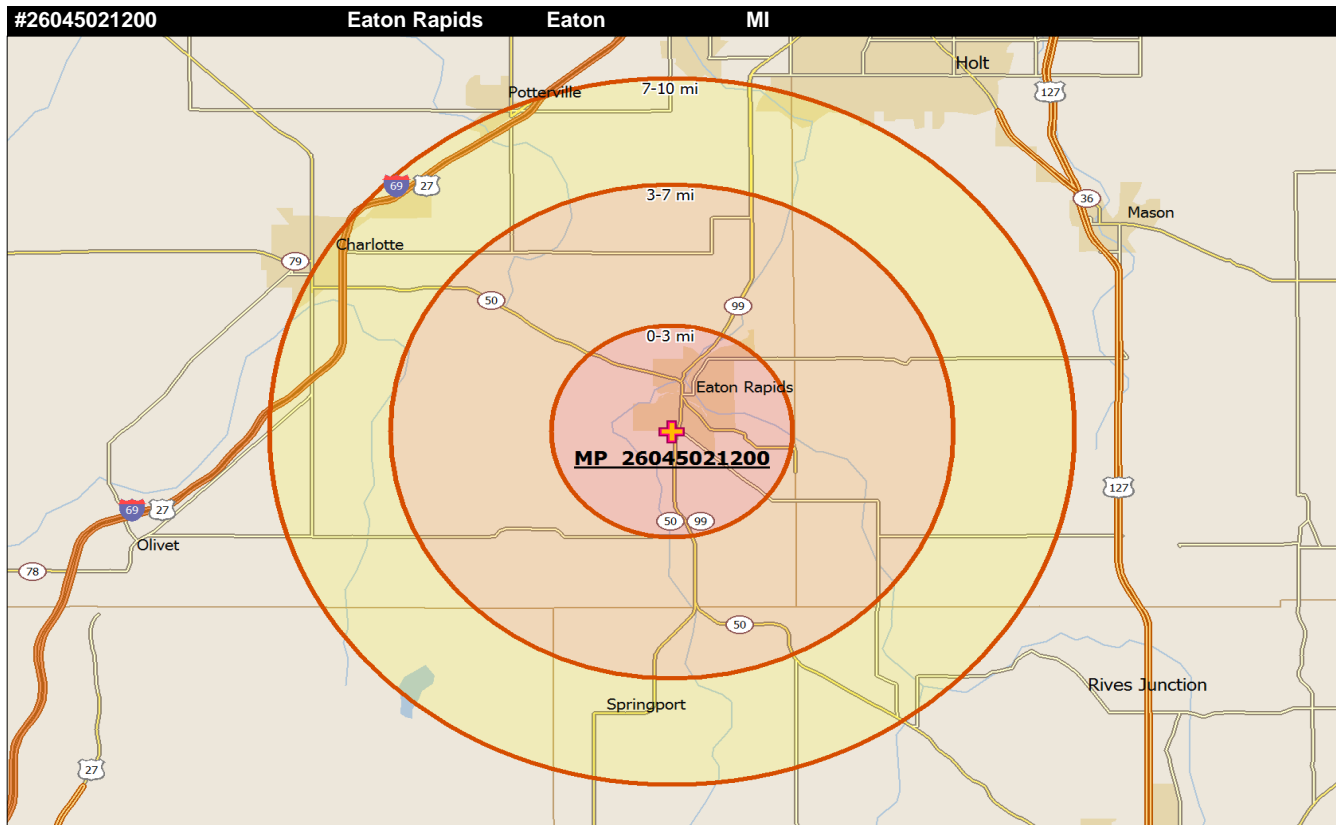 #26045021200 Eaton Rapids Eaton MI
Holt
7-10 mi
Potterville
127
69 27
3-7 mi
36
Mason
Charlotte
79
50
99
0-3 mi
Eaton Rapids
MP 26045021200
127
69 27
50 99
Olivet
78
50
Rives Junction
Springport
27